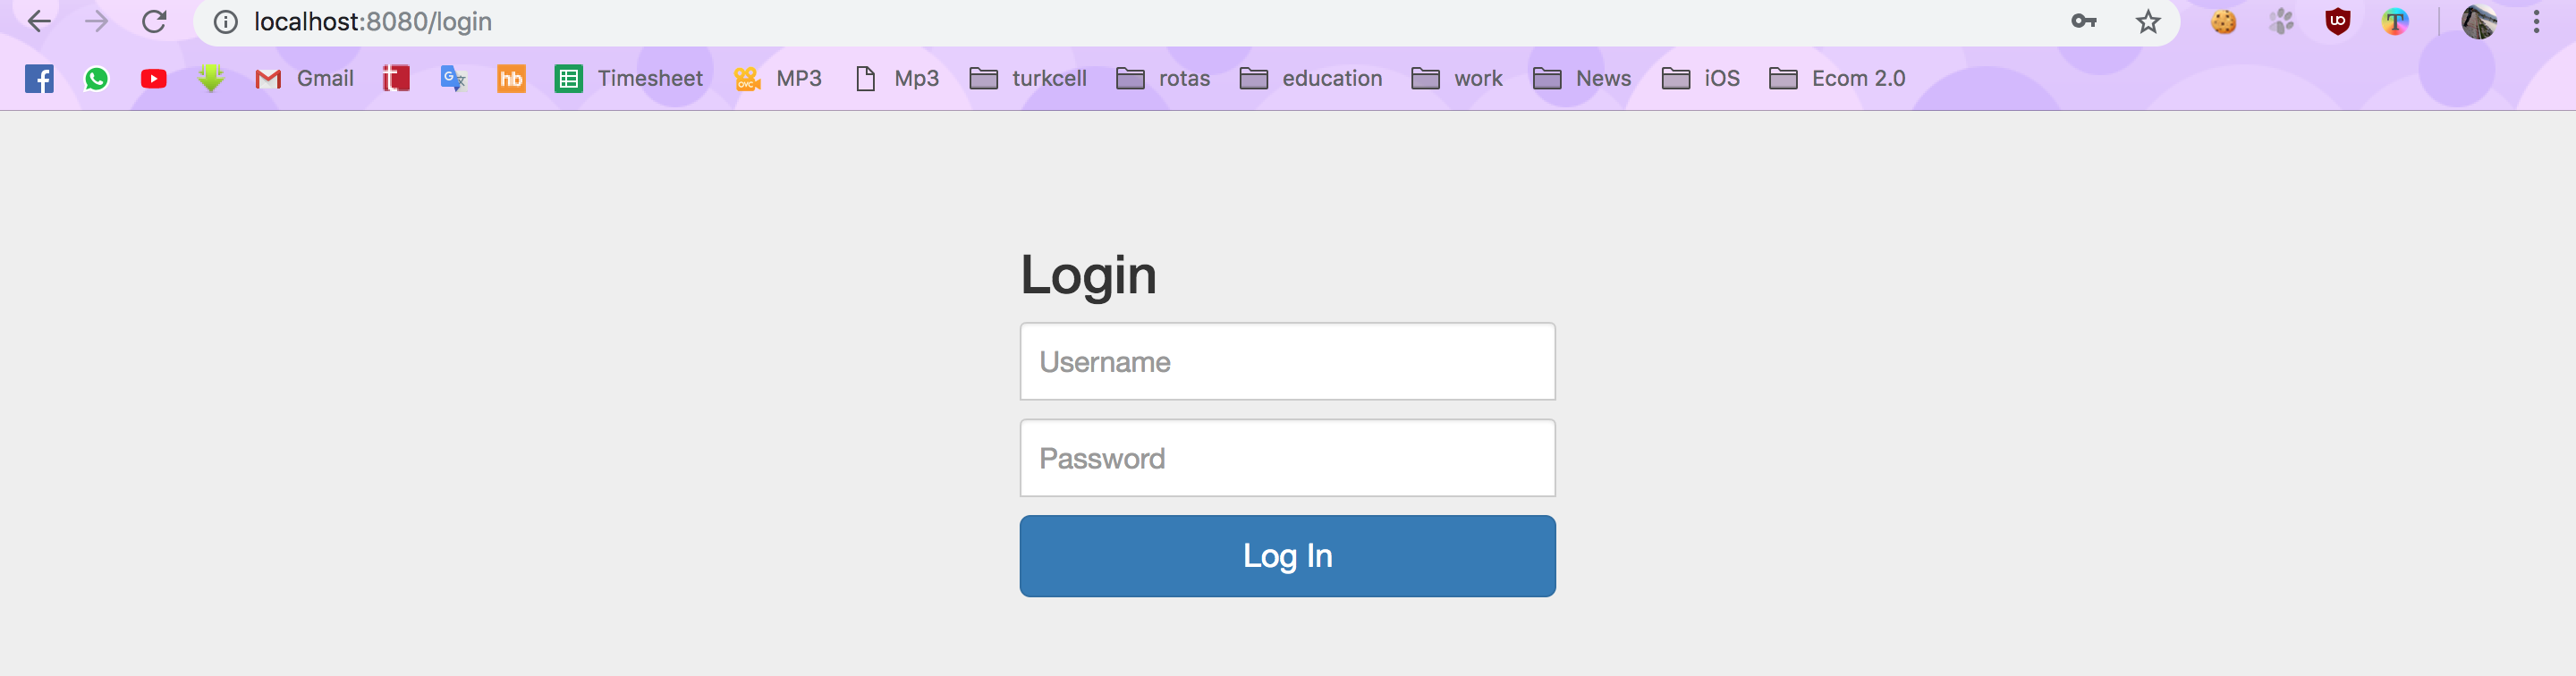 localhost:8080/login
Gmail hb Timesheet MP3 Mp3 turkcell rotas education work News iOS Ecom 2.0
Login
Username
Password
Log In